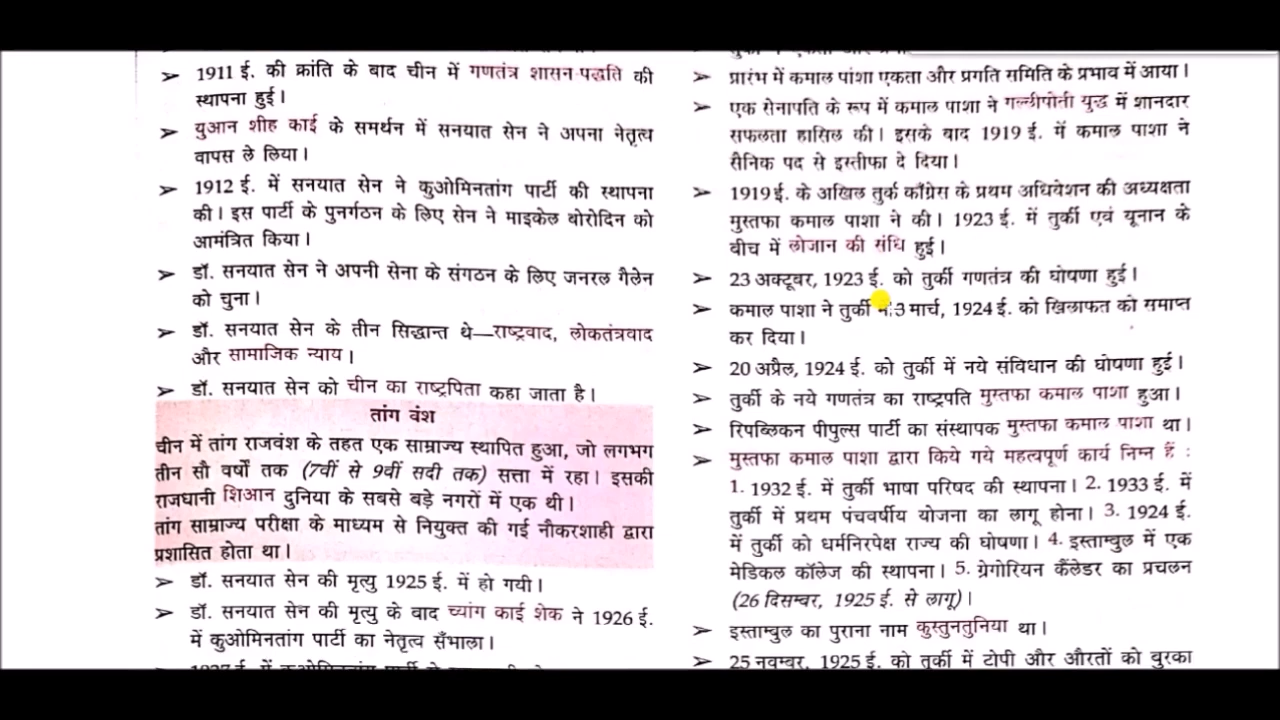 ➢ 1911 ई. की क्रांति के बाद चीन में गणतंत्र शासन-पद्धति की
स्थापना हुई।
➢ युआन शीह काई के समर्थन में सनयात सेन ने अपना नेतृत्व
वापस ले लिया।
➢ 1912 ई. में सनयात सेन ने कुओमिनतांग पार्टी की स्थापना
की। इस पार्टी के पुनर्गठन के लिए सेन ने माइकेल बोरोदिन को
आमंत्रित किया।
➢ डॉ. सनयात सेन ने अपनी सेना के संगठन के लिए जनरल गैलेन
को चुना।
➢ डॉ. सनयात सेन के तीन सिद्धान्त थे—राष्ट्रवाद, लोकतंत्रवाद
और सामाजिक न्याय।
➢ डॉ. सनयात सेन को चीन का राष्ट्रपिता कहा जाता है।
तांग वंश
चीन में तांग राजवंश के तहत एक साम्राज्य स्थापित हुआ, जो लगभग
तीन सौ वर्षों तक (7वीं से 9वीं सदी तक) सत्ता में रहा। इसकी
राजधानी शिआन दुनिया के सबसे बड़े नगरों में एक थी।
तांग साम्राज्य परीक्षा के माध्यम से नियुक्त की गई नौकरशाही द्वारा
प्रशासित होता था।
➢ डॉ. सनयात सेन की मृत्यु 1925 ई. में हो गयी।
➢ डॉ. सनयात सेन की मृत्यु के बाद च्यांग काई शेक ने 1926 ई.
में कुओमिनतांग पार्टी का नेतृत्व सँभाला।
➢ प्रारंभ में कमाल पांशा एकता और प्रगति समिति के प्रभाव में आया।
➢ एक सेनापति के रूप में कमाल पाशा ने गल्लीपोती युद्ध में शानदार
सफलता हासिल की। इसके बाद 1919 ई. में कमाल पाशा ने
सैनिक पद से इस्तीफा दे दिया।
➢ 1919 ई. के अखिल तुर्क काँग्रेस के प्रथम अधिवेशन की अध्यक्षता
मुस्तफा कमाल पाशा ने की। 1923 ई. में तुर्की एवं यूनान के
बीच में लोजान की संधि हुई।
➢ 23 अक्टूबर, 1923 ई. को तुर्की गणतंत्र की घोषणा हुई।
➢ कमाल पाशा ने तुर्की 3 मार्च, 1924 ई. को खिलाफत को समाप्त
कर दिया।
➢ 20 अप्रैल, 1924 ई. को तुर्की में नये संविधान की घोषणा हुई।
➢ तुर्की के नये गणतंत्र का राष्ट्रपति मुस्तफा कमाल पाशा हुआ।
➢ रिपब्लिकन पीपुल्स पार्टी का संस्थापक मुस्तफा कमाल पाशा था।
➢ मुस्तफा कमाल पाशा द्वारा किये गये महत्वपूर्ण कार्य निम्न हैं :
1. 1932 ई. में तुर्की भाषा परिषद की स्थापना। 2. 1933 ई. में
तुर्की में प्रथम पंचवर्षीय योजना का लागू होना। 3. 1924 ई.
में तुर्की को धर्मनिरपेक्ष राज्य की घोषणा। 4. इस्ताम्बुल में एक
मेडिकल कॉलेज की स्थापना। 5. ग्रेगोरियन कैंलेडर का प्रचलन
(26 दिसम्बर, 1925 ई. से लागू)।
➢ इस्ताम्बुल का पुराना नाम कुस्तुनतुनिया था।
➢ 25 नवम्बर, 1925 ई. को तुर्की में टोपी और औरतों को बुरका